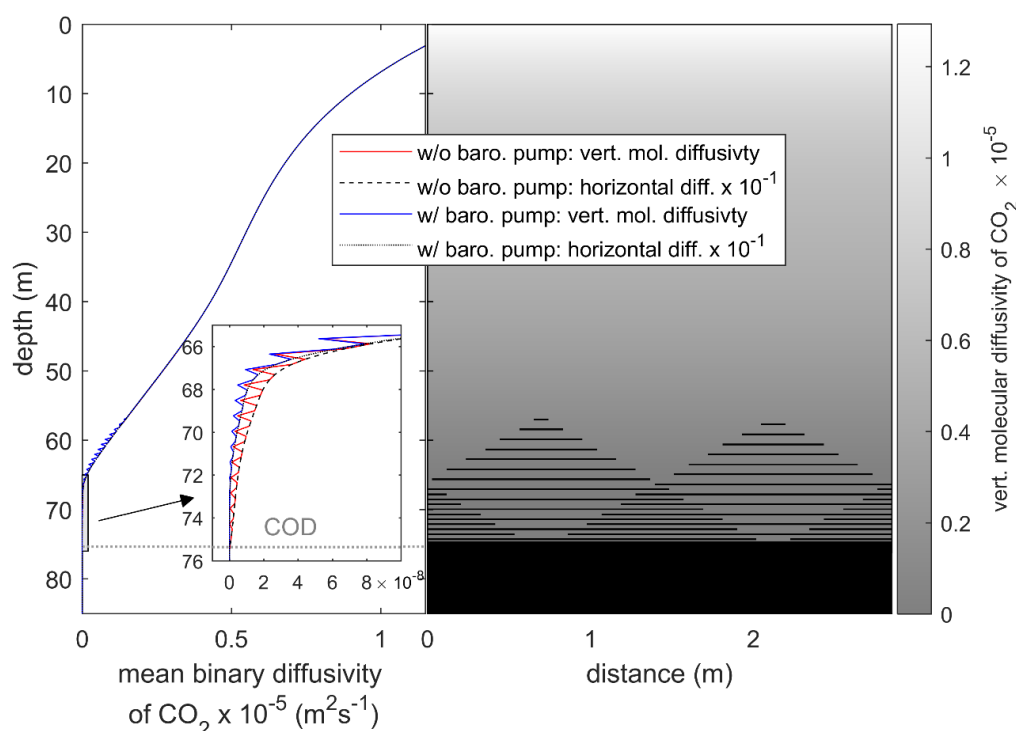 0
10
20
30
40
50
60
70
80
depth (m)
w/o baro. pump: vert. mol. diffusivty
w/o baro. pump: horizontal diff. x 10⁻¹
w/ baro. pump: vert. mol. diffusivty
w/ baro. pump: horizontal diff. x 10⁻¹
66
68
70
72
74
76
COD
0 2 4 6 8 × 10⁻⁸
0 0.5 1
mean binary diffusivity
of CO₂ x 10⁻⁵ (m²s⁻¹)
0 1 2
distance (m)
1.2
1
0.8
0.6
0.4
0.2
0
vert. molecular diffusivity of CO₂ × 10⁻⁵